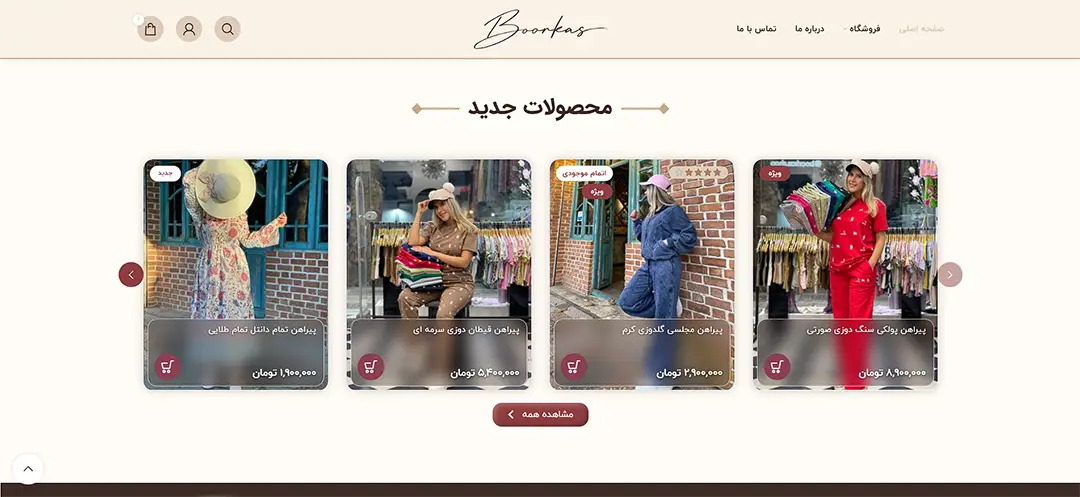 صفحه اصلی
فروشگاه
درباره ما
تماس با ما
Boorkas
محصولات جدید
ویژه
پیراهن پولکی سنگ دوزی صورتی
۸,۹۰۰,۰۰۰ تومان
اتمام موجودی
ویژه
پیراهن مجلسی گلدوزی کرم
۲,۹۰۰,۰۰۰ تومان
پیراهن قیطان دوزی سرمه ای
۵,۴۰۰,۰۰۰ تومان
جدید
پیراهن تمام دانتل تمام طلایی
۱,۹۰۰,۰۰۰ تومان
مشاهده همه